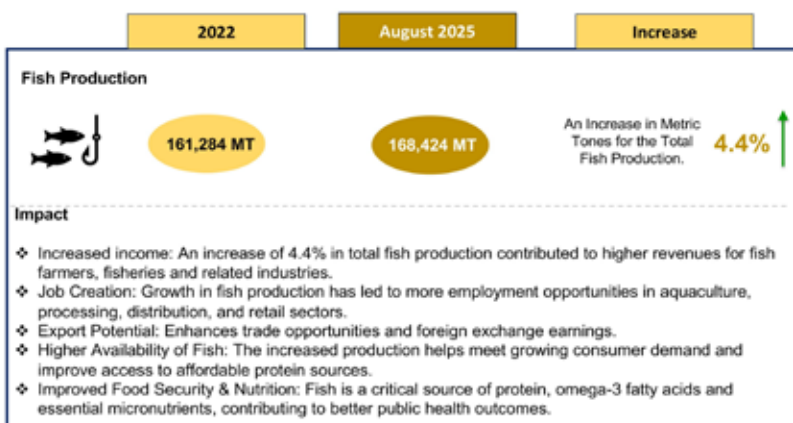 2022 August 2025 Increase
Fish Production
161,284 MT 168,424 MT
An Increase in Metric
Tones for the Total
Fish Production.
4.4%
Impact
❖ Increased income: An increase of 4.4% in total fish production contributed to higher revenues for fish
farmers, fisheries and related industries.
❖ Job Creation: Growth in fish production has led to more employment opportunities in aquaculture,
processing, distribution, and retail sectors.
❖ Export Potential: Enhances trade opportunities and foreign exchange earnings.
❖ Higher Availability of Fish: The increased production helps meet growing consumer demand and
improve access to affordable protein sources.
❖ Improved Food Security & Nutrition: Fish is a critical source of protein, omega-3 fatty acids and
essential micronutrients, contributing to better public health outcomes.